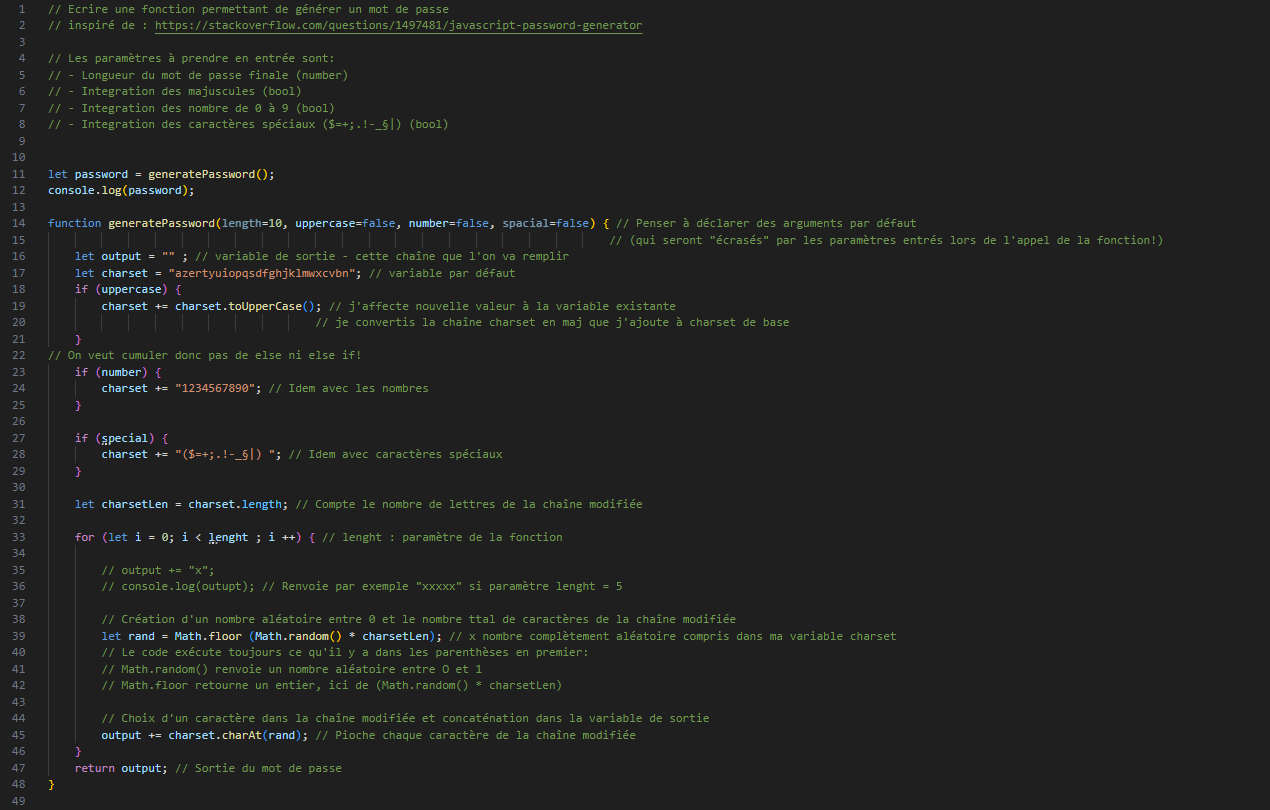 1 // Ecrire une fonction permettant de générer un mot de passe
2 // inspiré de : https://stackoverflow.com/questions/1497481/javascript-password-generator
3
4 // Les paramètres à prendre en entrée sont:
5 // - Longueur du mot de passe finale (number)
6 // - Integration des majuscules (bool)
7 // - Integration des nombre de 0 à 9 (bool)
8 // - Integration des caractères spéciaux ($=+;.!-_§|) (bool)
9
10
11 let password = generatePassword();
12 console.log(password);
13
14 function generatePassword(length=10, uppercase=false, number=false, spacial=false) { // Penser à déclarer des arguments par défaut
15 // (qui seront "écrasés" par les paramètres entrés lors de l'appel de la fonction!)
16 let output = "" ; // variable de sortie - cette chaîne que l'on va remplir
17 let charset = "azertyuiopqsdfghjklmwxcvbn"; // variable par défaut
18 if (uppercase) {
19 charset += charset.toUpperCase(); // j'affecte nouvelle valeur à la variable existante
20 // je convertis la chaîne charset en maj que j'ajoute à charset de base
21 }
22 // On veut cumuler donc pas de else ni else if!
23 if (number) {
24 charset += "1234567890"; // Idem avec les nombres
25 }
26
27 if (special) {
28 charset += "($=+;.!-_§|) "; // Idem avec caractères spéciaux
29 }
30
31 let charsetLen = charset.length; // Compte le nombre de lettres de la chaîne modifiée
32
33 for (let i = 0; i < lenght ; i ++) { // lenght : paramètre de la fonction
34
35 // output += "x";
36 // console.log(outupt); // Renvoie par exemple "xxxxx" si paramètre lenght = 5
37
38 // Création d'un nombre aléatoire entre 0 et le nombre ttal de caractères de la chaîne modifiée
39 let rand = Math.floor (Math.random() * charsetLen); // x nombre complètement aléatoire compris dans ma variable charset
40 // Le code exécute toujours ce qu'il y a dans les parenthèses en premier:
41 // Math.random() renvoie un nombre aléatoire entre O et 1
42 // Math.floor retourne un entier, ici de (Math.random() * charsetLen)
43
44 // Choix d'un caractère dans la chaîne modifiée et concaténation dans la variable de sortie
45 output += charset.charAt(rand); // Pioche chaque caractère de la chaîne modifiée
46 }
47 return output; // Sortie du mot de passe
48 }
49